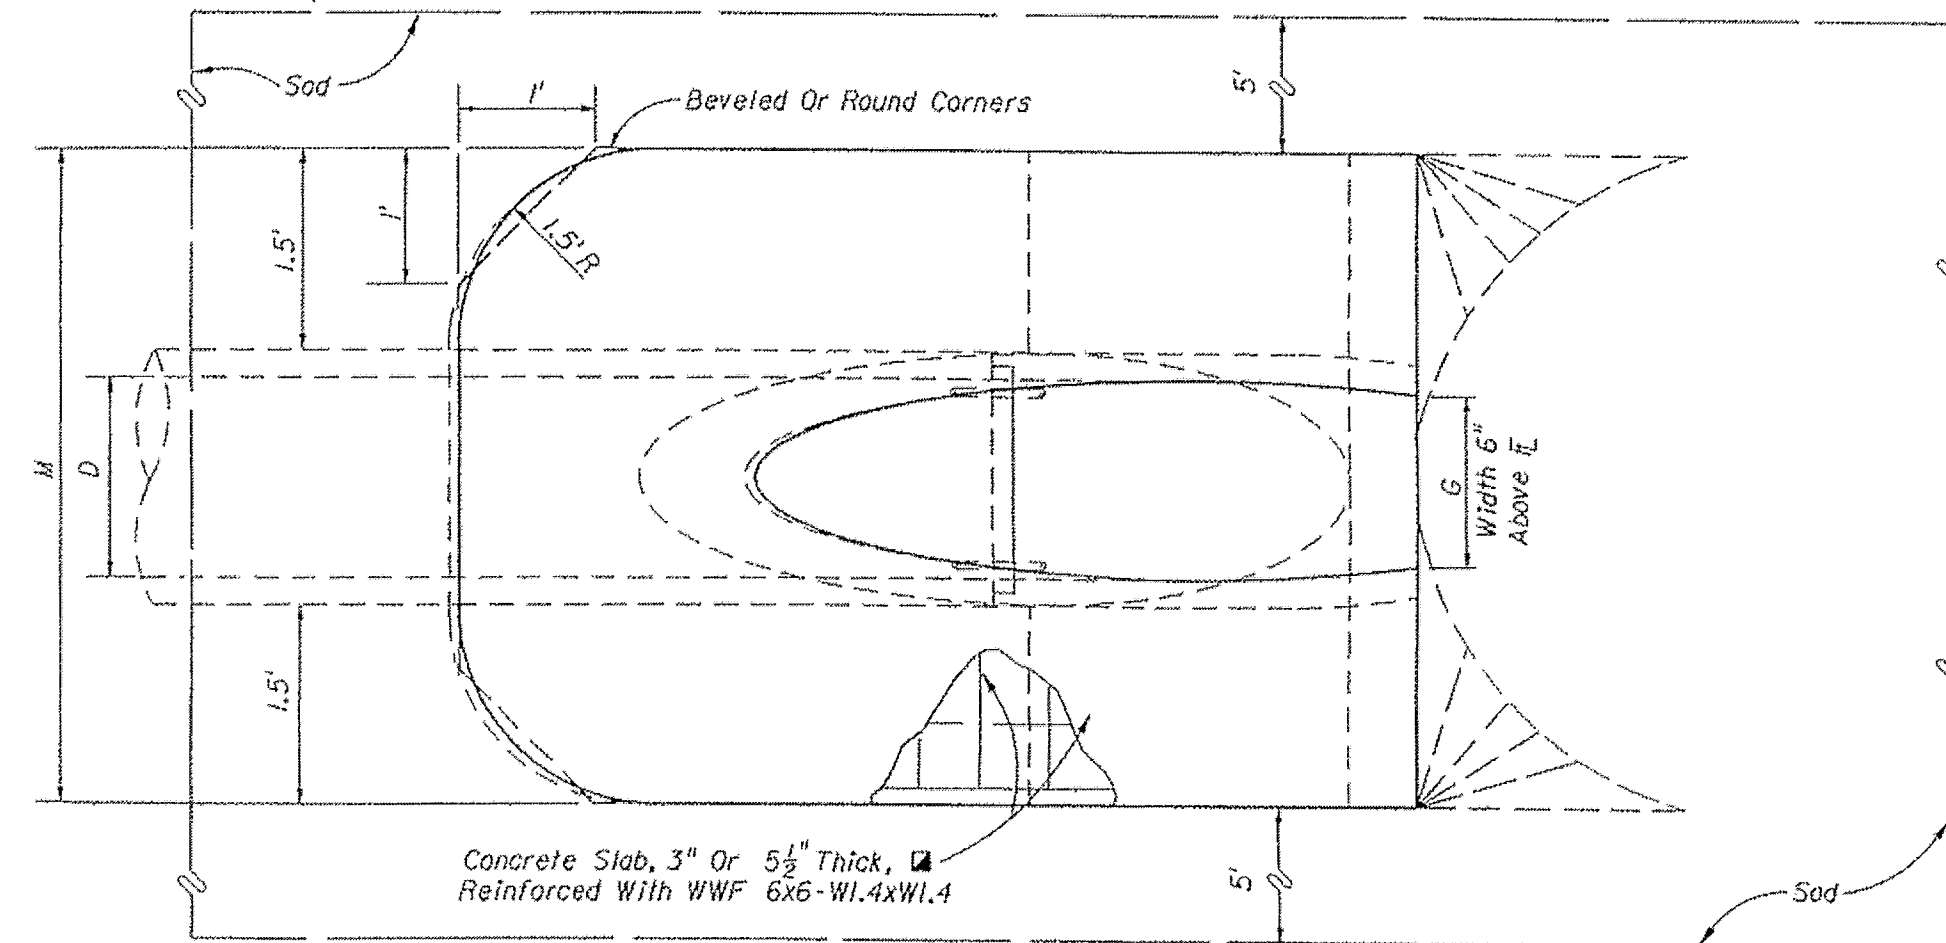 Sod
1'
Beveled Or Round Corners
5'
1.5'
1'
1.5' R
M
D
G
Width 6"
Above ℄
1.5'
Concrete Slab, 3" Or 5½" Thick,
Reinforced With WWF 6x6-W1.4xW1.4
5'
Sod